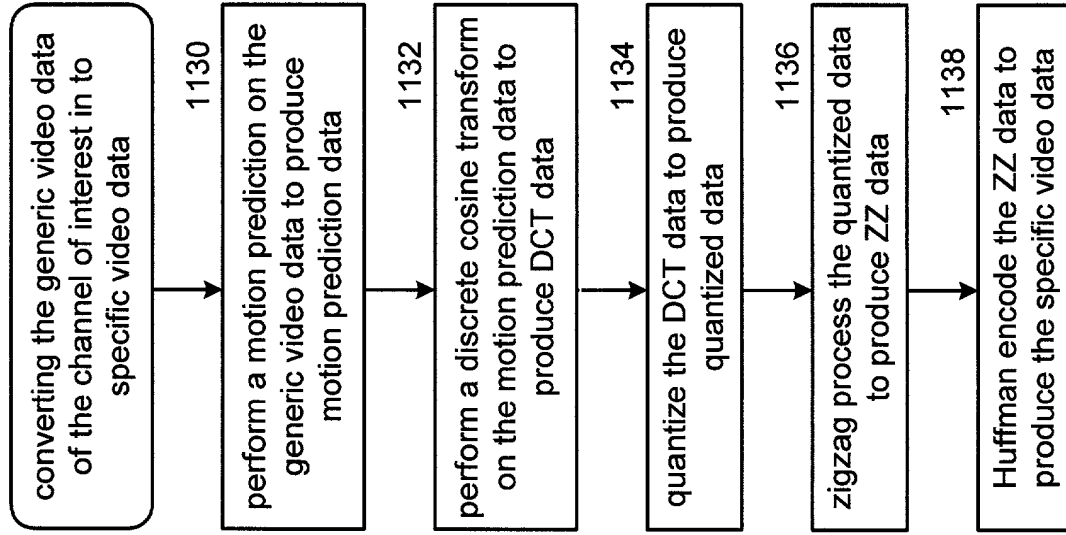 converting the generic video data
of the channel of interest in to
specific video data
1130
perform a motion prediction on the
generic video data to produce
motion prediction data
1132
perform a discrete cosine transform
on the motion prediction data to
produce DCT data
1134
quantize the DCT data to produce
quantized data
1136
zigzag process the quantized data
to produce ZZ data
1138
Huffman encode the ZZ data to
produce the specific video data